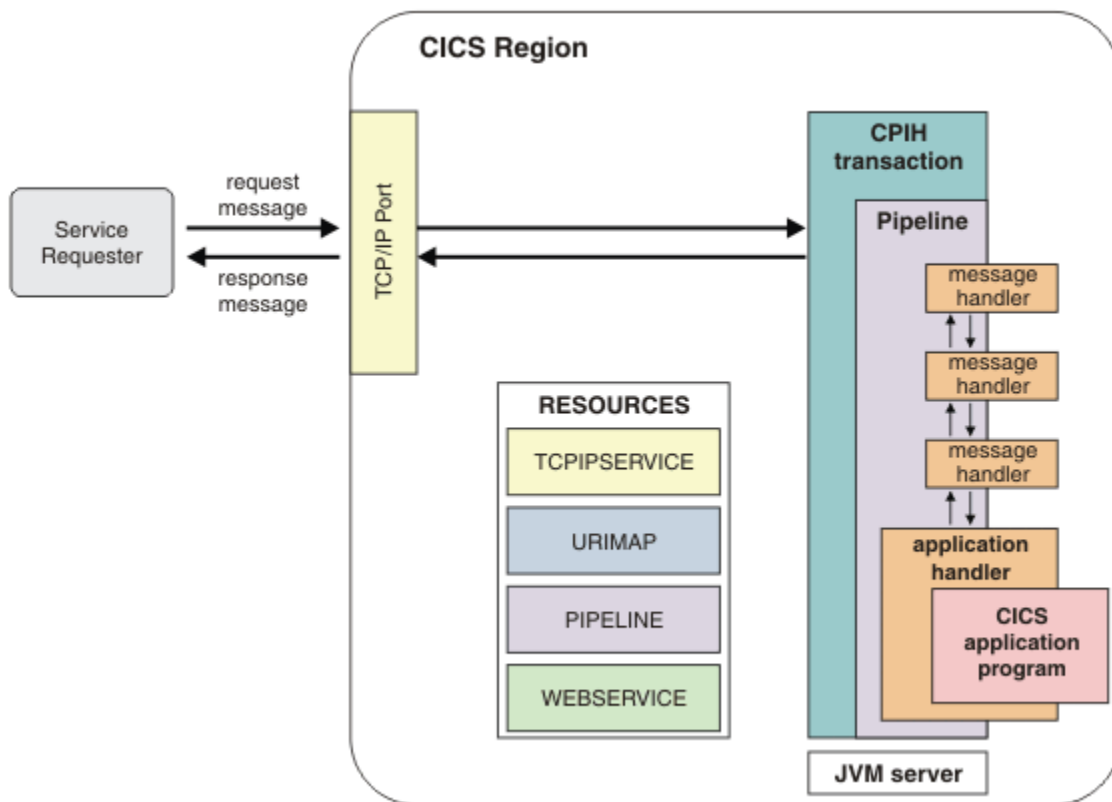 CICS Region
CPIH
transaction
request
message
Service
Requester
TCP/IP Port
response
message
Pipeline
message
handler
message
handler
message
handler
RESOURCES
TCPIPSERVICE
URIMAP
PIPELINE
WEBSERVICE
application
handler
CICS
application
program
JVM server